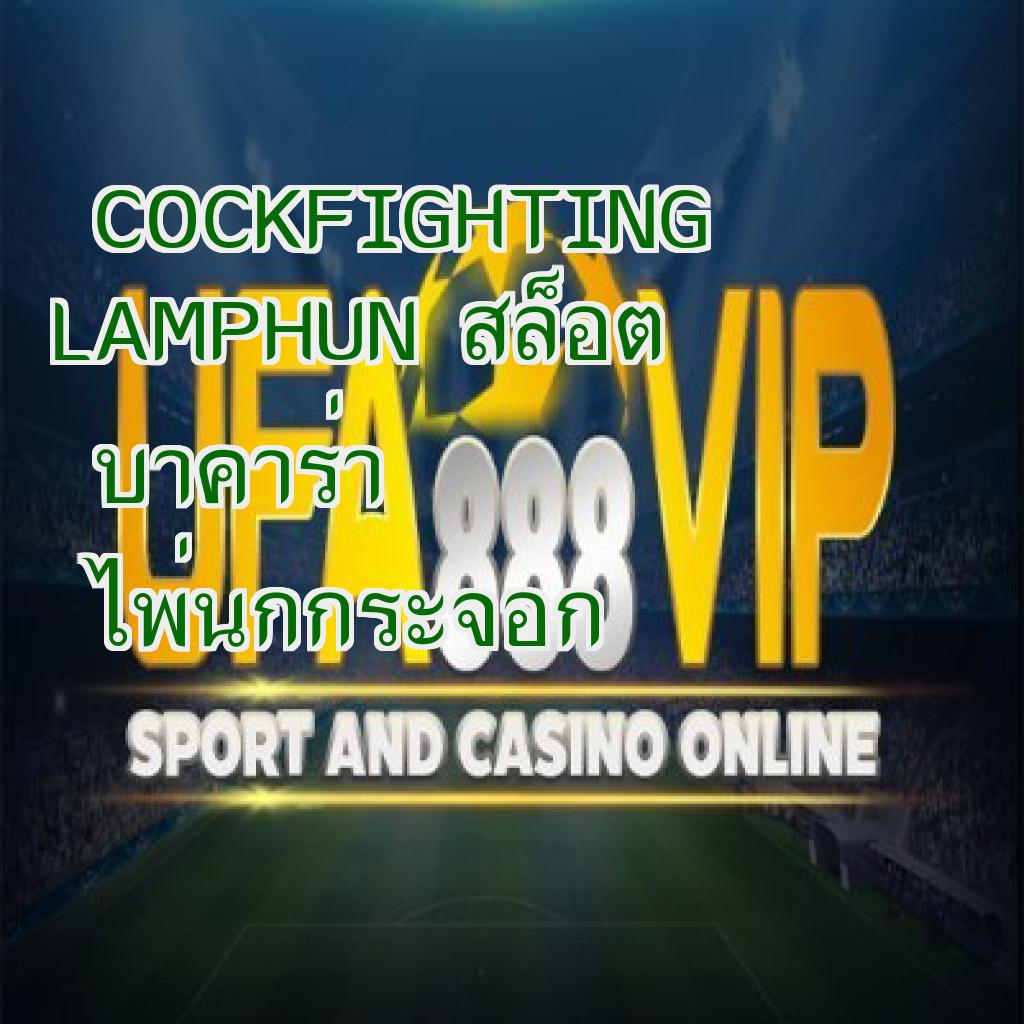 COCKFIGHTING
LAMPHUN สล็อต
บาคาร่า
ไพ่นกกระจอก
UFA888VIP
SPORT AND CASINO ONLINE